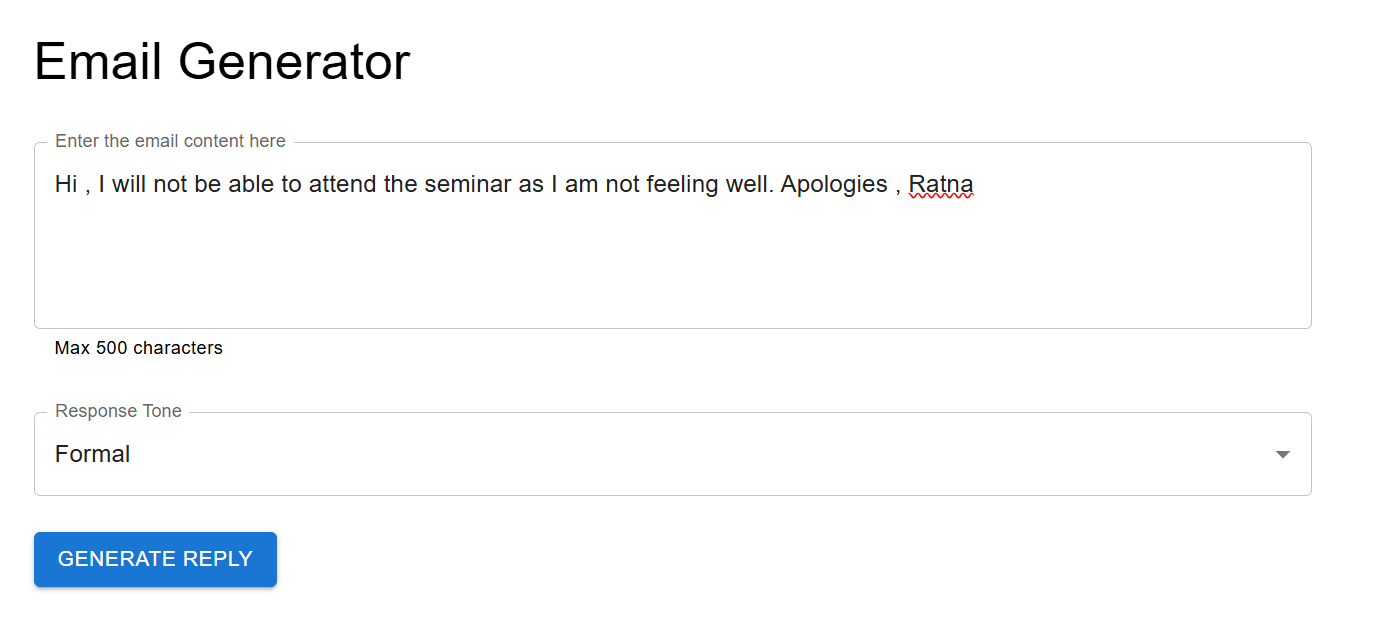 Email Generator
Enter the email content here
Hi , I will not be able to attend the seminar as I am not feeling well. Apologies , Ratna
Max 500 characters
Response Tone
Formal
GENERATE REPLY